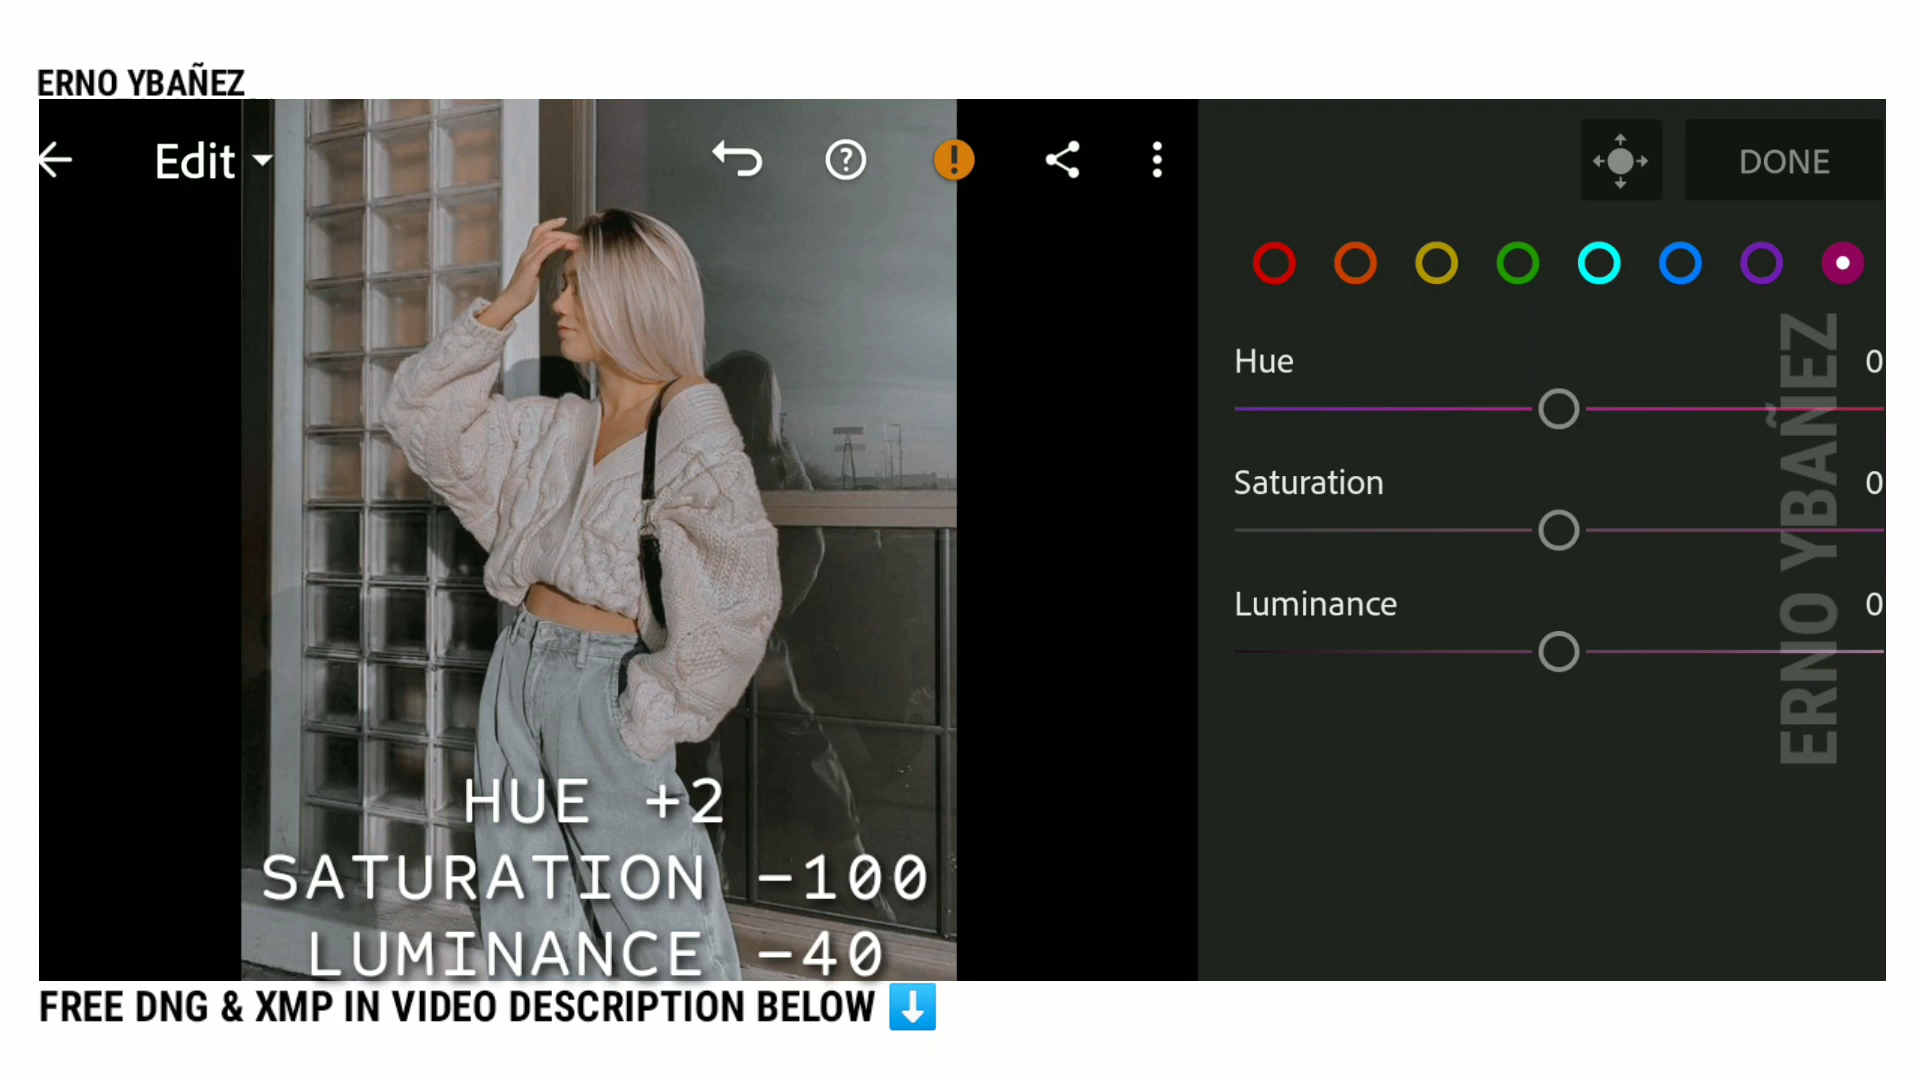 ERNO YBAÑEZ
Edit
DONE
Hue 0
Saturation 0
Luminance 0
ERNO YBAÑEZ
HUE +2
SATURATION -100
LUMINANCE -40
FREE DNG & XMP IN VIDEO DESCRIPTION BELOW ⬇️